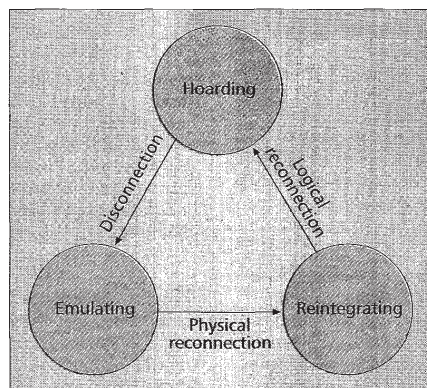 Hoarding
Disconnection
Logical
reconnection
Emulating
Physical
reconnection
Reintegrating